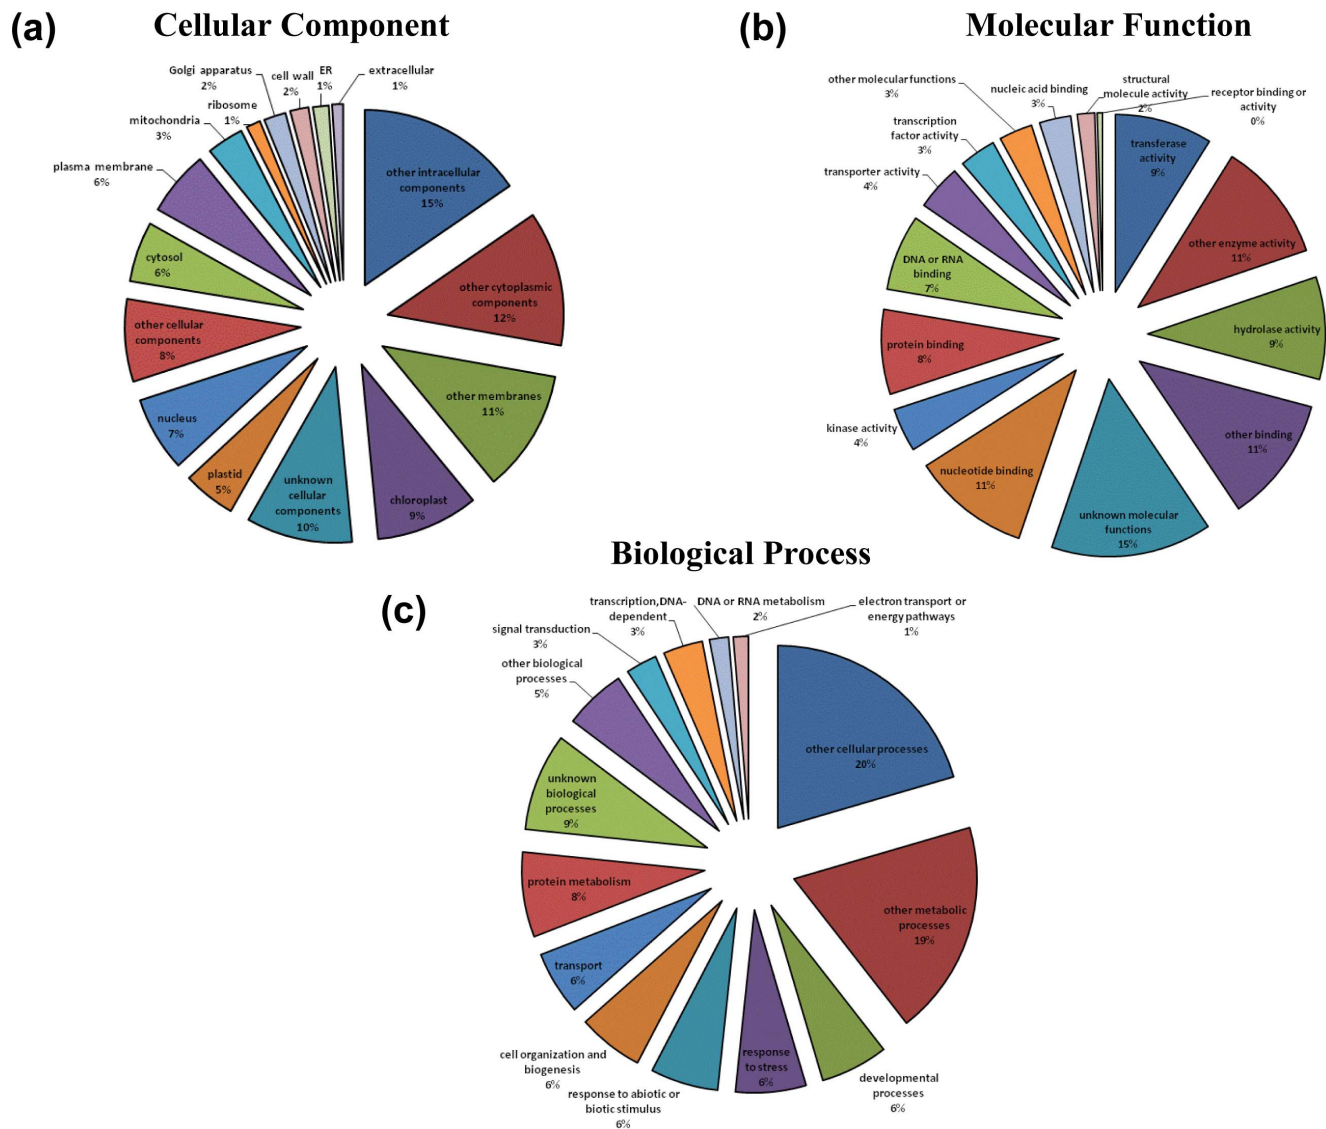 (a)
Cellular Component
Golgi apparatus
2%
cell wall
2%
ER
1%
extracellular
1%
ribosome
1%
mitochondria
3%
plasma membrane
6%
cytosol
6%
other cellular
components
8%
nucleus
7%
plastid
5%
unknown
cellular
components
10%
chloroplast
9%
other membranes
11%
other cytoplasmic
components
12%
other intracellular
components
15%
(b)
Molecular Function
other molecular functions
3%
nucleic acid binding
3%
structural
molecule activity
2%
receptor binding or
activity
0%
transcription
factor activity
3%
transporter activity
4%
DNA or RNA
binding
7%
protein binding
8%
kinase activity
4%
nucleotide binding
11%
unknown molecular
functions
15%
other binding
11%
hydrolase activity
9%
other enzyme activity
11%
transferase
activity
9%
Biological Process
(c)
transcription,DNA-
dependent
3%
DNA or RNA metabolism
2%
electron transport or
energy pathways
1%
signal transduction
3%
other biological
processes
5%
unknown
biological
processes
9%
protein metabolism
8%
transport
6%
cell organization and
biogenesis
6%
response to abiotic or
biotic stimulus
6%
response
to stress
6%
developmental
processes
6%
other metabolic
processes
19%
other cellular processes
20%